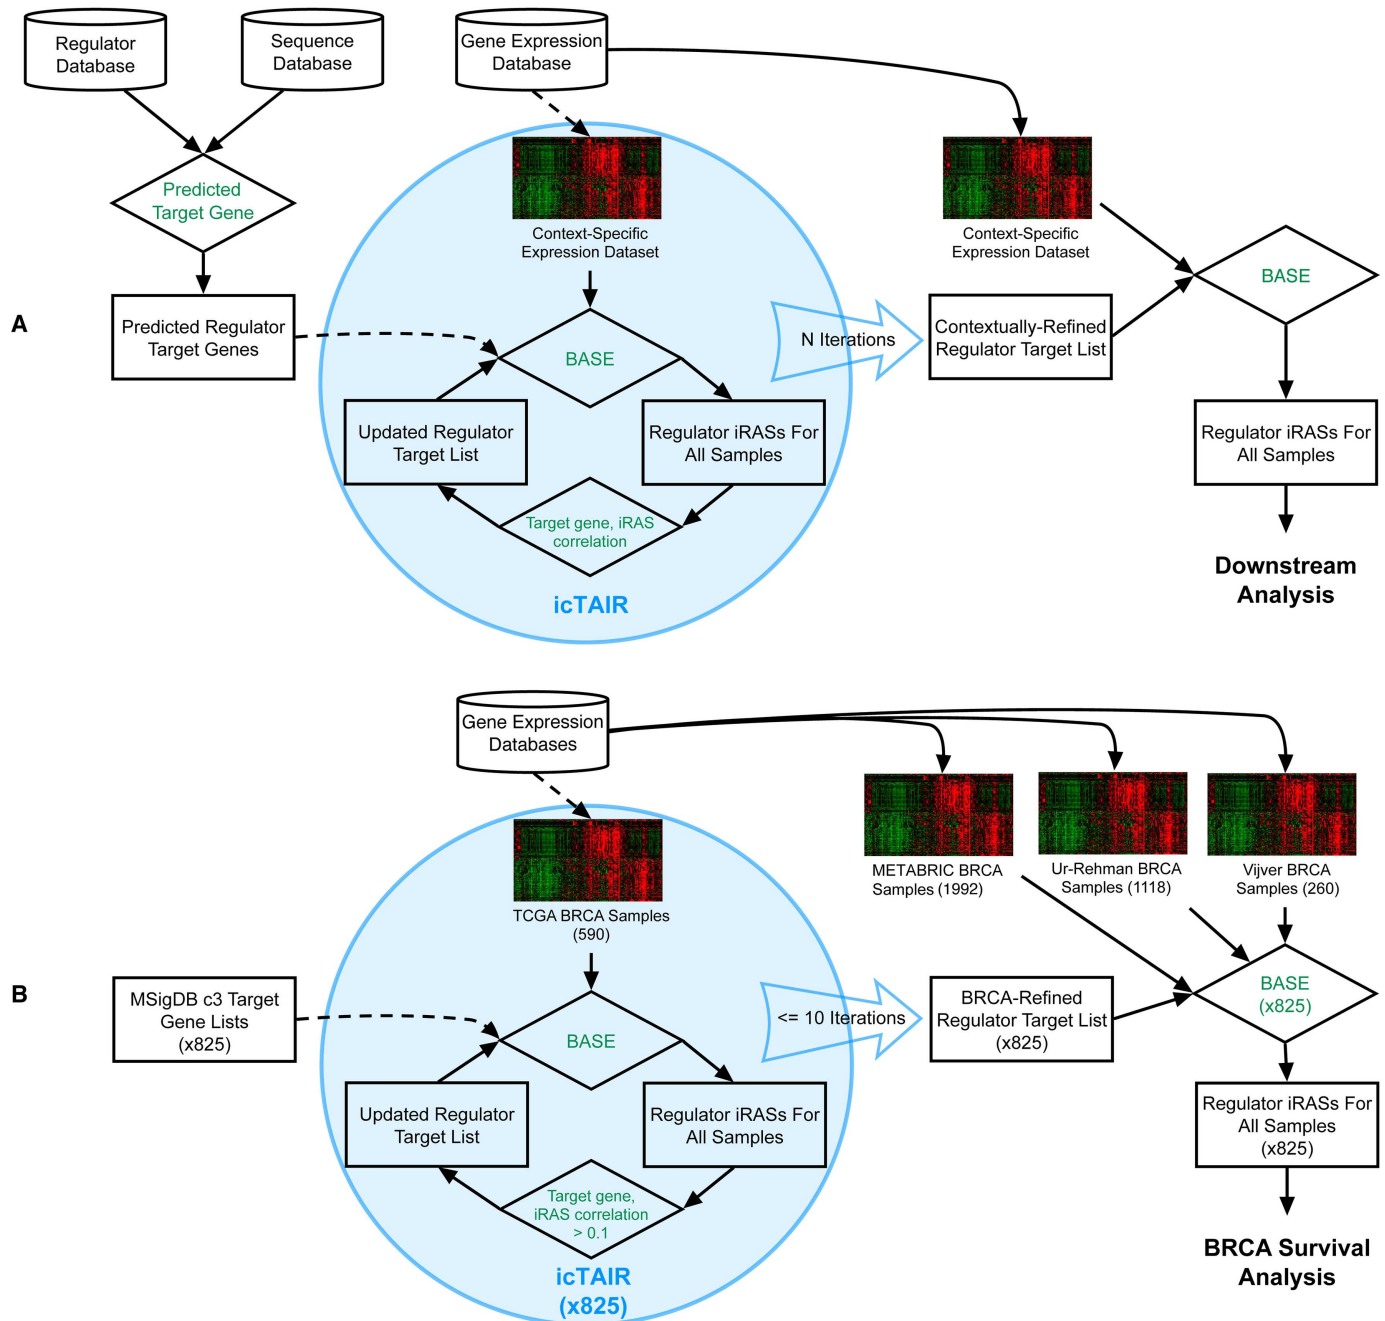 Regulator
Database
Sequence
Database
Gene Expression
Database
Predicted
Target Gene
Context-Specific
Expression Dataset
Context-Specific
Expression Dataset
BASE
A
Predicted Regulator
Target Genes
BASE
N Iterations
Contextually-Refined
Regulator Target List
Updated Regulator
Target List
Regulator iRASs For
All Samples
Regulator iRASs For
All Samples
Target gene, iRAS
correlation
icTAIR
Downstream
Analysis
Gene Expression
Databases
METABRIC BRCA
Samples (1992)
Ur-Rehman BRCA
Samples (1118)
Vijver BRCA
Samples (260)
TCGA BRCA Samples
(590)
B
MSigDB c3 Target
Gene Lists
(x825)
BASE
<= 10 Iterations
BRCA-Refined
Regulator Target List
(x825)
BASE
(x825)
Updated Regulator
Target List
Regulator iRASs For
All Samples
Regulator iRASs For
All Samples
(x825)
Target gene,
iRAS correlation
> 0.1
icTAIR
(x825)
BRCA Survival
Analysis